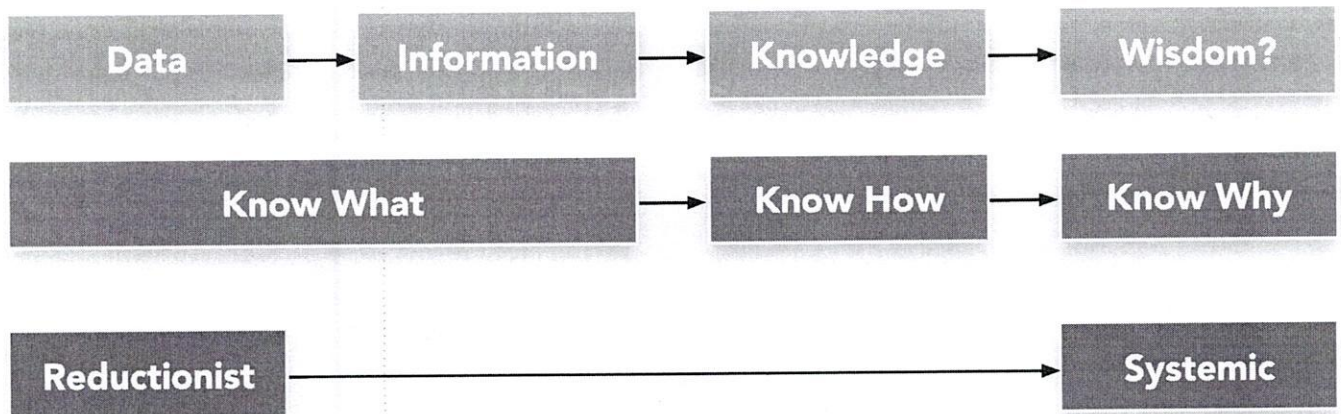 Data
Information
Knowledge
Wisdom?
Know What
Know How
Know Why
Reductionist
Systemic